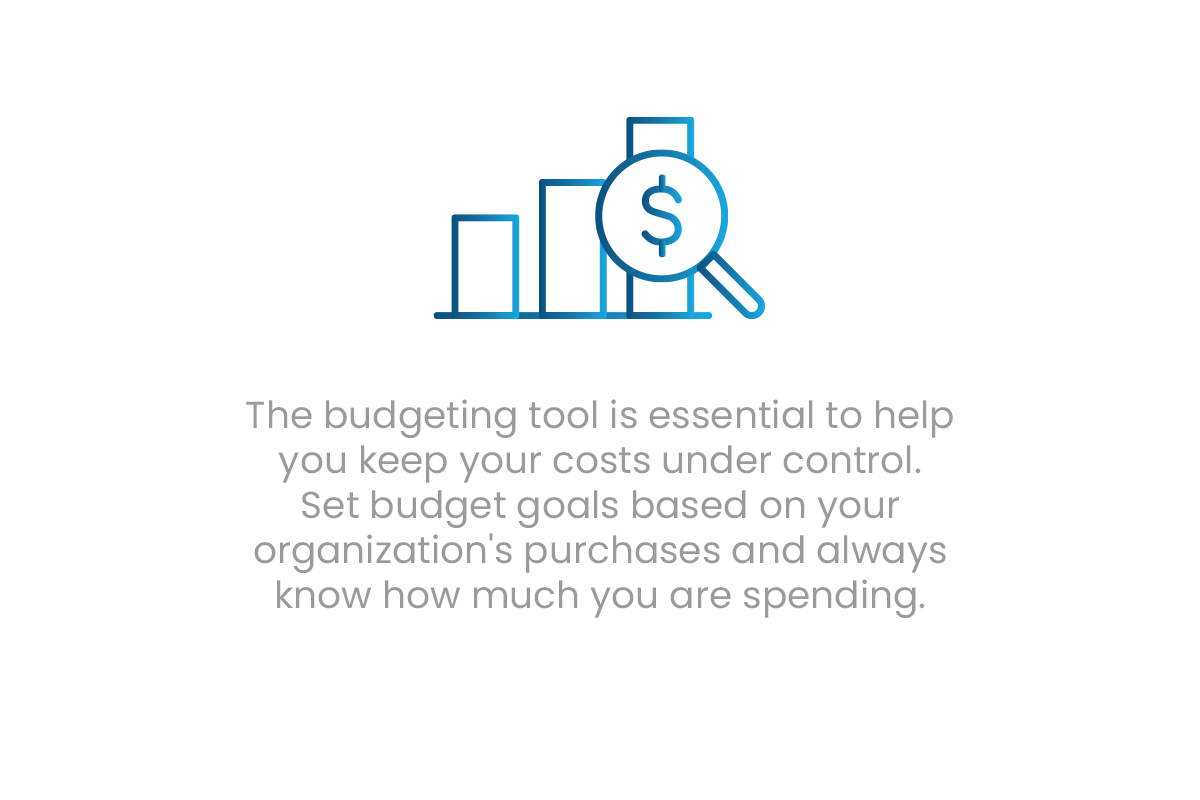 $
The budgeting tool is essential to help
you keep your costs under control.
Set budget goals based on your
organization's purchases and always
know how much you are spending.